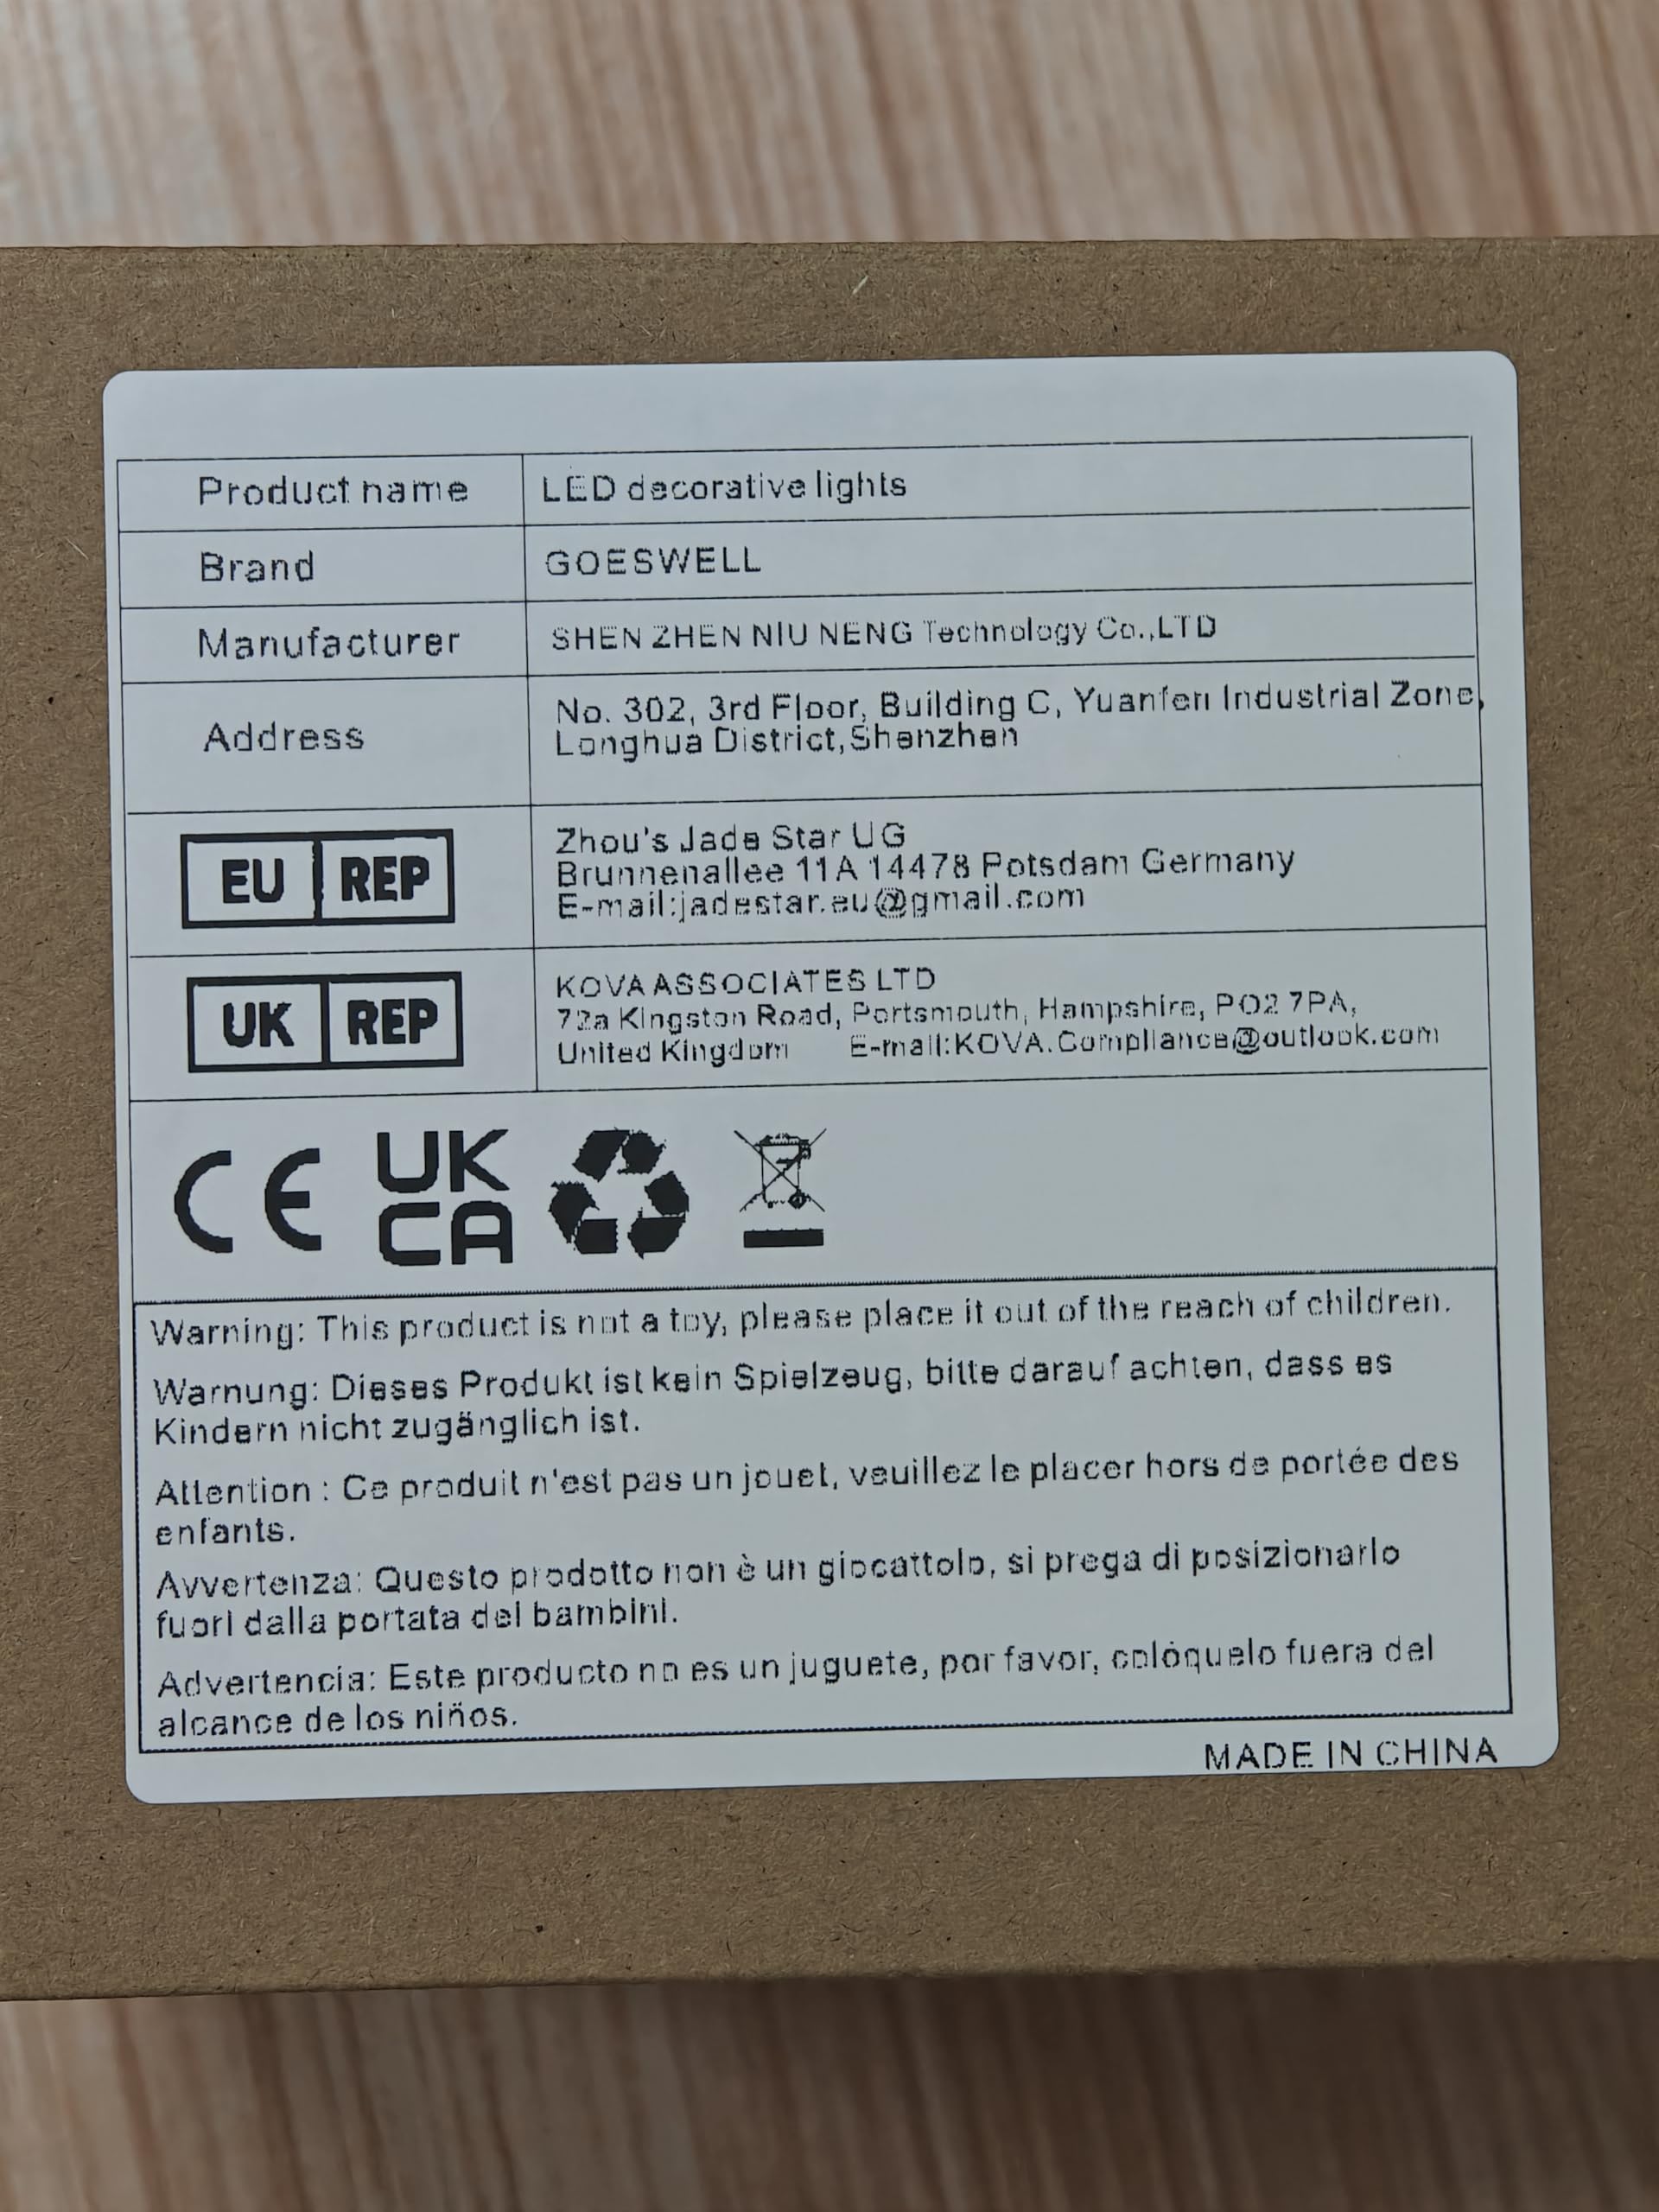 Product name LED decorative lights
Brand GOESWELL
Manufacturer SHEN ZHEN NIU NENG Technology Co.,LTD
Address
No. 302, 3rd Floor, Building C, Yuanfen Industrial Zone,
Longhua District,Shenzhen
EU REP
Zhou's Jade Star UG
Brunnenallee 11A 14478 Potsdam Germany
E-mail:jadestar.eu@gmail.com
UK REP
KOVA ASSOCIATES LTD
72a Kingston Road, Portsmouth, Hampshire, PO2 7PA,
United Kingdom E-mail:KOVA.Compliance@outlook.com
CE UK
CA
Warning: This product is not a toy, please place it out of the reach of children.
Warnung: Dieses Produkt ist kein Spielzeug, bitte darauf achten, dass es
Kindern nicht zugänglich ist.
Attention : Ce produit n'est pas un jouet, veuillez le placer hors de portée des
enfants.
Avvertenza: Questo prodotto non è un giocattolo, si prega di posizionarlo
fuori dalla portata dei bambini.
Advertencia: Este producto no es un juguete, por favor, colóquelo fuera del
alcance de los niños.
MADE IN CHINA